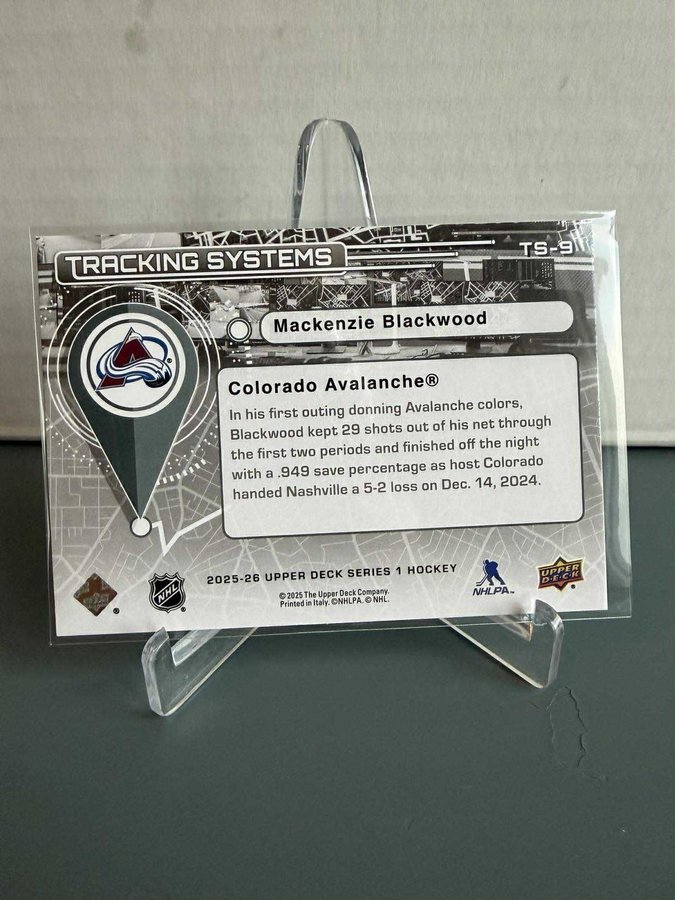 TRACKING SYSTEMS
TS-9
Mackenzie Blackwood
Colorado Avalanche®
In his first outing donning Avalanche colors,
Blackwood kept 29 shots out of his net through
the first two periods and finished off the night
with a .949 save percentage as host Colorado
handed Nashville a 5-2 loss on Dec. 14, 2024.
2025-26 UPPER DECK SERIES 1 HOCKEY
© 2025 The Upper Deck Company.
Printed in Italy. ©NHLPA. © NHL.
NHL
NHLPA™
UPPER
DECK